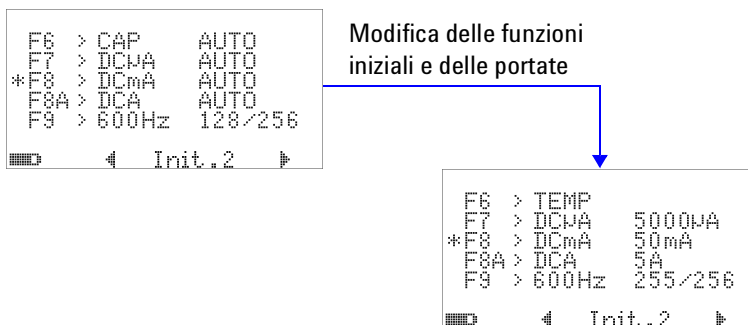 F6 > CAP AUTO
F7 > DCμA AUTO
*F8 > DCmA AUTO
F8A> DCA AUTO
F9 > 600Hz 128/256
Init.2
Modifica delle funzioni
iniziali e delle portate
F6 > TEMP
F7 > DCμA 5000μA
*F8 > DCmA 50mA
F8A> DCA 5A
F9 > 600Hz 255/256
Init.2